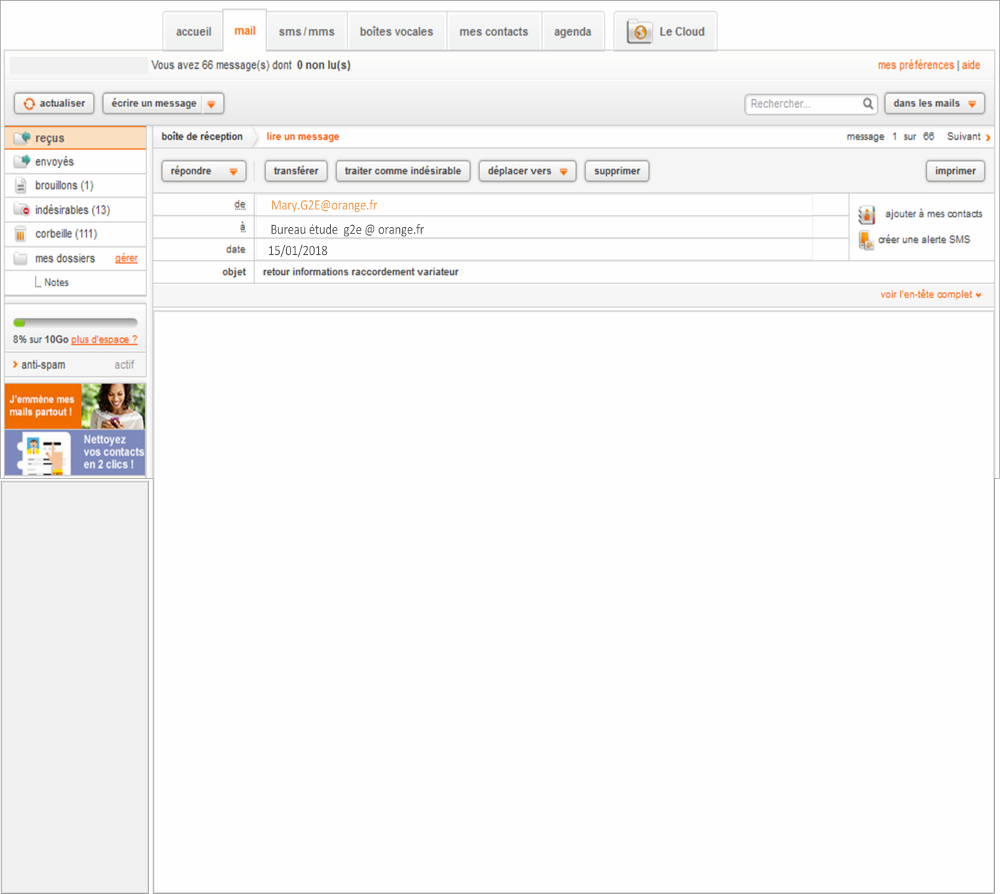 accueil mail sms/mms boîtes vocales mes contacts agenda Le Cloud
Vous avez 66 message(s) dont 0 non lu(s) mes préférences | aide
actualiser écrire un message Rechercher... dans les mails
reçus
envoyés
brouillons (1)
indésirables (13)
corbeille (111)
mes dossiers gérer
Notes
8% sur 10Go plus d'espace ?
anti-spam actif
J'emmène mes
mails partout !
Nettoyez
vos contacts
en 2 clics !
boîte de réception lire un message message 1 sur 66 Suivant
répondre transférer traiter comme indésirable déplacer vers supprimer imprimer
de Mary.G2E@orange.fr
à Bureau étude g2e @ orange.fr
date 15/01/2018
objet retour informations raccordement variateur
ajouter à mes contacts
créer une alerte SMS
voir l'en-tête complet